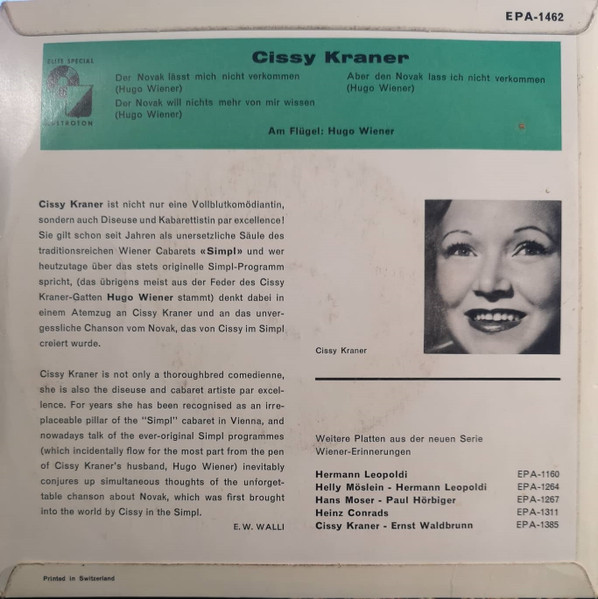 EPA-1462
ELITE SPECIAL
Cissy Kraner
Der Novak lässt mich nicht verkommen
(Hugo Wiener)
Der Novak will nichts mehr von mir wissen
(Hugo Wiener)
Aber den Novak lass ich nicht verkommen
(Hugo Wiener)
Am Flügel: Hugo Wiener
Cissy Kraner ist nicht nur eine Vollblutkomödiantin,
sondern auch Diseuse und Kabarettistin par excellence!
Sie gilt schon seit Jahren als unersetzliche Säule des
traditionsreichen Wiener Cabarets «Simpl» und wer
heutzutage über das stets originelle Simpl-Programm
spricht, (das übrigens meist aus der Feder des Cissy
Kraner-Gatten Hugo Wiener stammt) denkt dabei in
einem Atemzug an Cissy Kraner und an das unver-
gessliche Chanson vom Novak, das von Cissy im Simpl
creiert wurde.
Cissy Kraner is not only a thoroughbred comedienne,
she is also the diseuse and cabaret artiste par excel-
lence. For years she has been recognised as an irre-
placeable pillar of the "Simpl" cabaret in Vienna, and
nowadays talk of the ever-original Simpl programmes
(which incidentally flow for the most part from the pen
of Cissy Kraner's husband, Hugo Wiener) inevitably
conjures up simultaneous thoughts of the unforget-
table chanson about Novak, which was first brought
into the world by Cissy in the Simpl.
E. W. WALLI
Cissy Kraner
Weitere Platten aus der neuen Serie
Wiener-Erinnerungen
Hermann Leopoldi EPA-1160
Helly Möslein - Hermann Leopoldi EPA-1264
Hans Moser - Paul Hörbiger EPA-1267
Heinz Conrads EPA-1311
Cissy Kraner - Ernst Waldbrunn EPA-1385
Printed in Switzerland